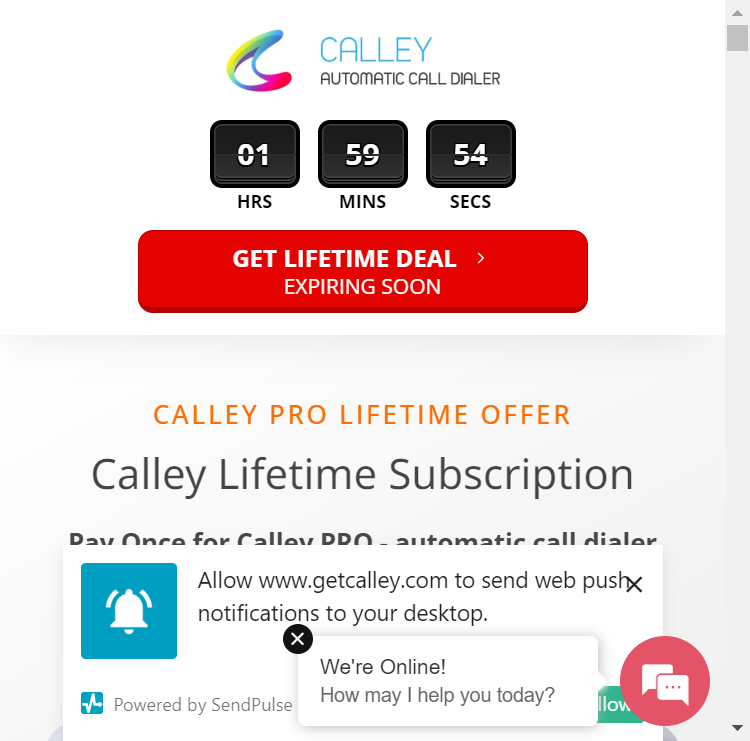 CALLEY
AUTOMATIC CALL DIALER
01 59 54
HRS MINS SECS
GET LIFETIME DEAL >
EXPIRING SOON
CALLEY PRO LIFETIME OFFER
Calley Lifetime Subscription
Pay Once for Calley PRO - automatic call dialer
Allow www.getcalley.com to send web push
notifications to your desktop.
We're Online!
How may I help you today?
Powered by SendPulse